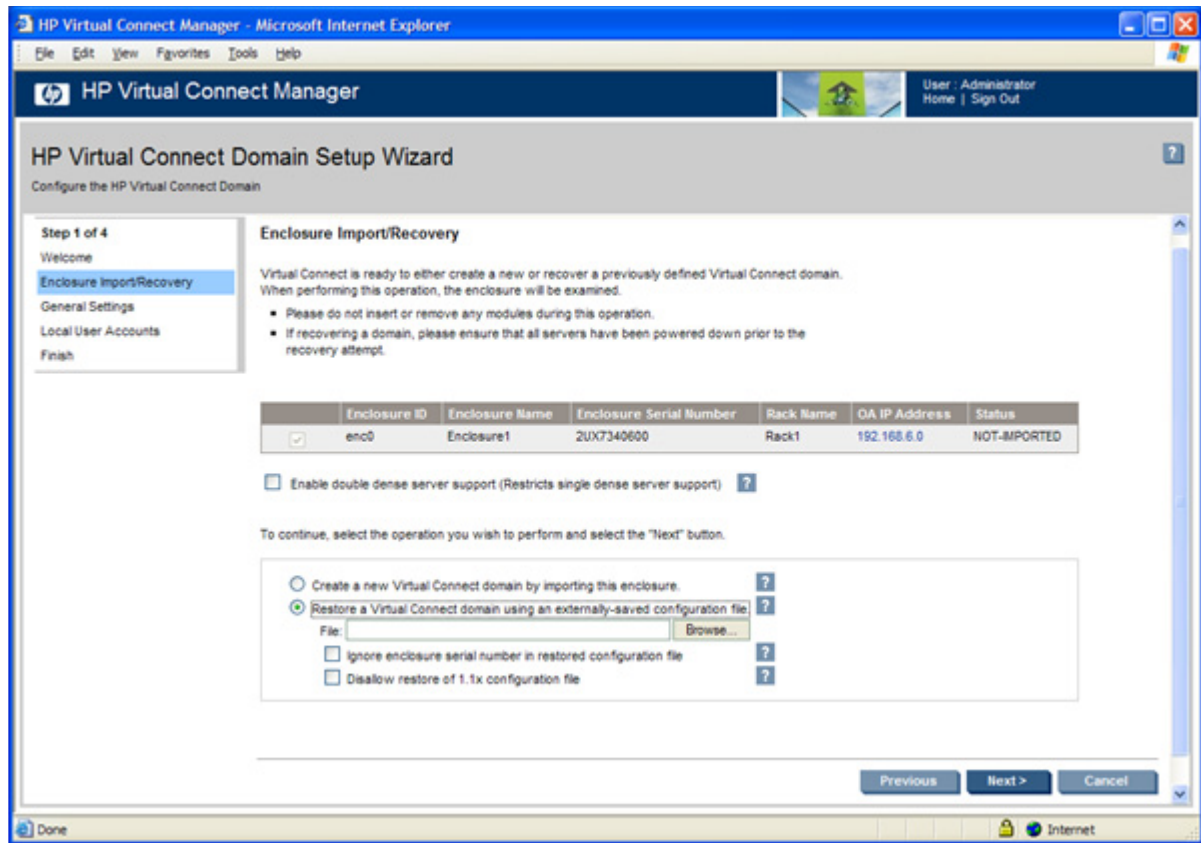 HP Virtual Connect Manager - Microsoft Internet Explorer
File Edit View Favorites Tools Help
hp HP Virtual Connect Manager
User : Administrator
Home | Sign Out
HP Virtual Connect Domain Setup Wizard ?
Configure the HP Virtual Connect Domain
Step 1 of 4
Welcome
Enclosure Import/Recovery
General Settings
Local User Accounts
Finish
Enclosure Import/Recovery
Virtual Connect is ready to either create a new or recover a previously defined Virtual Connect domain.
When performing this operation, the enclosure will be examined.
Please do not insert or remove any modules during this operation.
If recovering a domain, please ensure that all servers have been powered down prior to the
recovery attempt.
Enclosure ID Enclosure Name Enclosure Serial Number Rack Name OA IP Address Status
enc0 Enclosure1 2UX7340600 Rack1 192.168.6.0 NOT-IMPORTED
Enable double dense server support (Restricts single dense server support) ?
To continue, select the operation you wish to perform and select the "Next" button.
Create a new Virtual Connect domain by importing this enclosure. ?
Restore a Virtual Connect domain using an externally-saved configuration file. ?
File: Browse...
Ignore enclosure serial number in restored configuration file ?
Disallow restore of 1.1x configuration file ?
Previous Next > Cancel
Done Internet